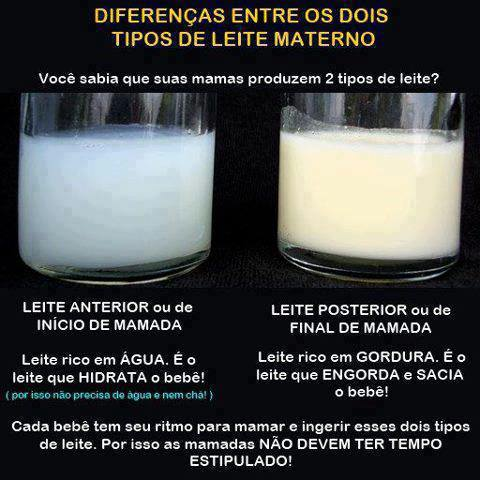 DIFERENÇAS ENTRE OS DOIS
TIPOS DE LEITE MATERNO
Você sabia que suas mamas produzem 2 tipos de leite?
LEITE ANTERIOR ou de
INÍCIO DE MAMADA
Leite rico em ÁGUA. É o
leite que HIDRATA o bebê!
( por isso não precisa de água e nem chá! )
LEITE POSTERIOR ou de
FINAL DE MAMADA
Leite rico em GORDURA. É o
leite que ENGORDA e SACIA
o bebê!
Cada bebê tem seu ritmo para mamar e ingerir esses dois tipos
de leite. Por isso as mamadas NÃO DEVEM TER TEMPO
ESTIPULADO!